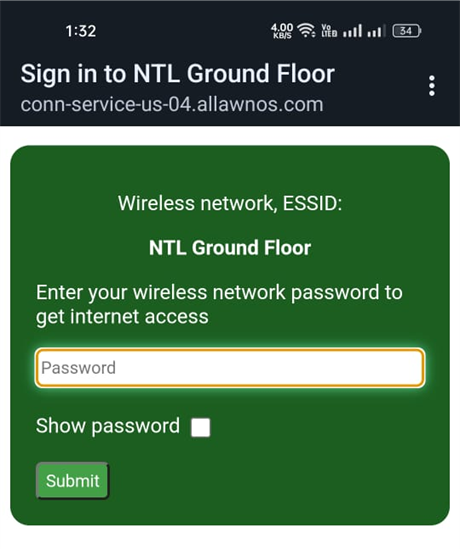 1:32
4.00
KB/S
Vo
LTE
34
Sign in to NTL Ground Floor
conn-service-us-04.allawnos.com
Wireless network, ESSID:
NTL Ground Floor
Enter your wireless network password to
get internet access
Password
Show password
Submit